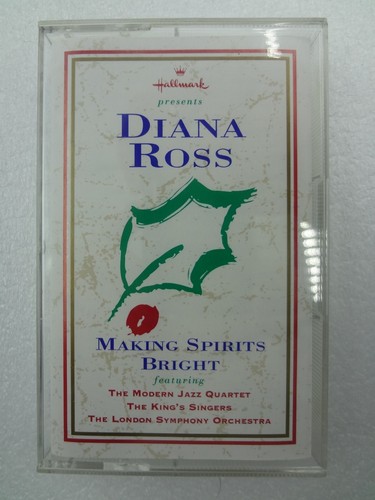 Hallmark
presents
DIANA
ROSS
MAKING SPIRITS
BRIGHT
featuring
THE MODERN JAZZ QUARTET
THE KING'S SINGERS
THE LONDON SYMPHONY ORCHESTRA